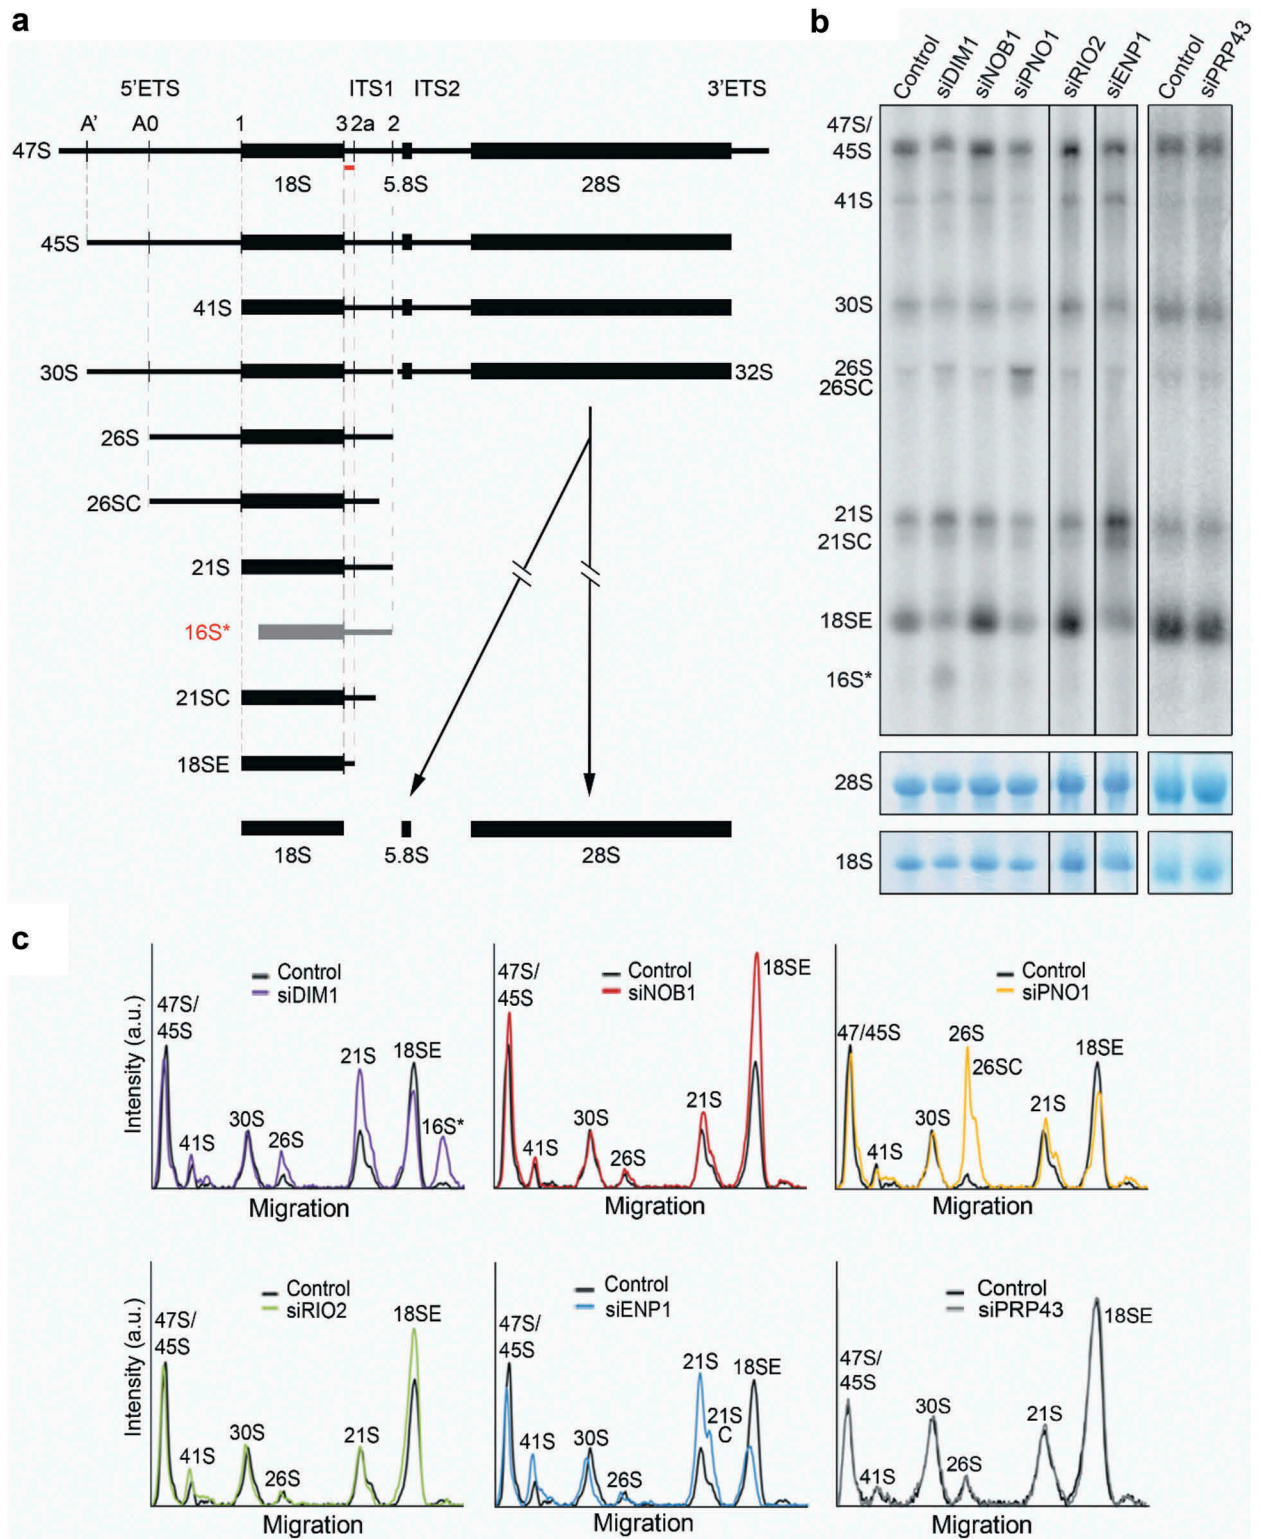 a
5'ETS ITS1 ITS2 3'ETS
A' A0 1 3 2a 2
47S
18S 5.8S 28S
45S
41S
30S 32S
26S
26SC
21S
16S*
21SC
18SE
18S 5.8S 28S
b
Control siDIM1 siNOB1 siPNO1 siRIO2 siENP1 Control siPRP43
47S/
45S
41S
30S
26S
26SC
21S
21SC
18SE
16S*
28S
18S
c
Intensity (a.u.)
Control
siDIM1
47S/
45S
41S
30S
26S
21S
18SE
16S*
Migration
Control
siNOB1
47S/
45S
41S
30S
26S
21S
18SE
Migration
Control
siPNO1
47/45S
41S
30S
26S
26SC
21S
18SE
Migration
Intensity (a.u.)
Control
siRIO2
47S/
45S
41S
30S
26S
21S
18SE
Migration
Control
siENP1
47S/
45S
41S
30S
26S
21S
21S
C
18SE
Migration
Control
siPRP43
47S/
45S
41S
30S
26S
21S
18SE
Migration